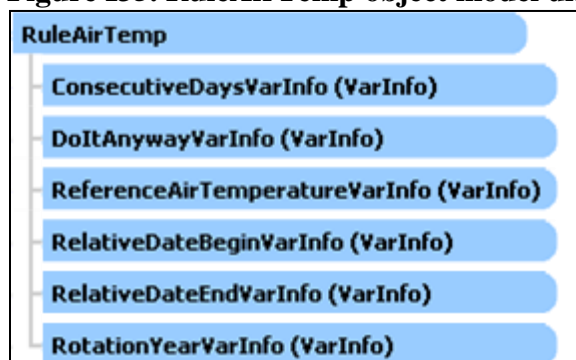 RuleAirTemp
ConsecutiveDaysVarInfo (VarInfo)
DoItAnywayVarInfo (VarInfo)
ReferenceAirTemperatureVarInfo (VarInfo)
RelativeDateBeginVarInfo (VarInfo)
RelativeDateEndVarInfo (VarInfo)
RotationYearVarInfo (VarInfo)